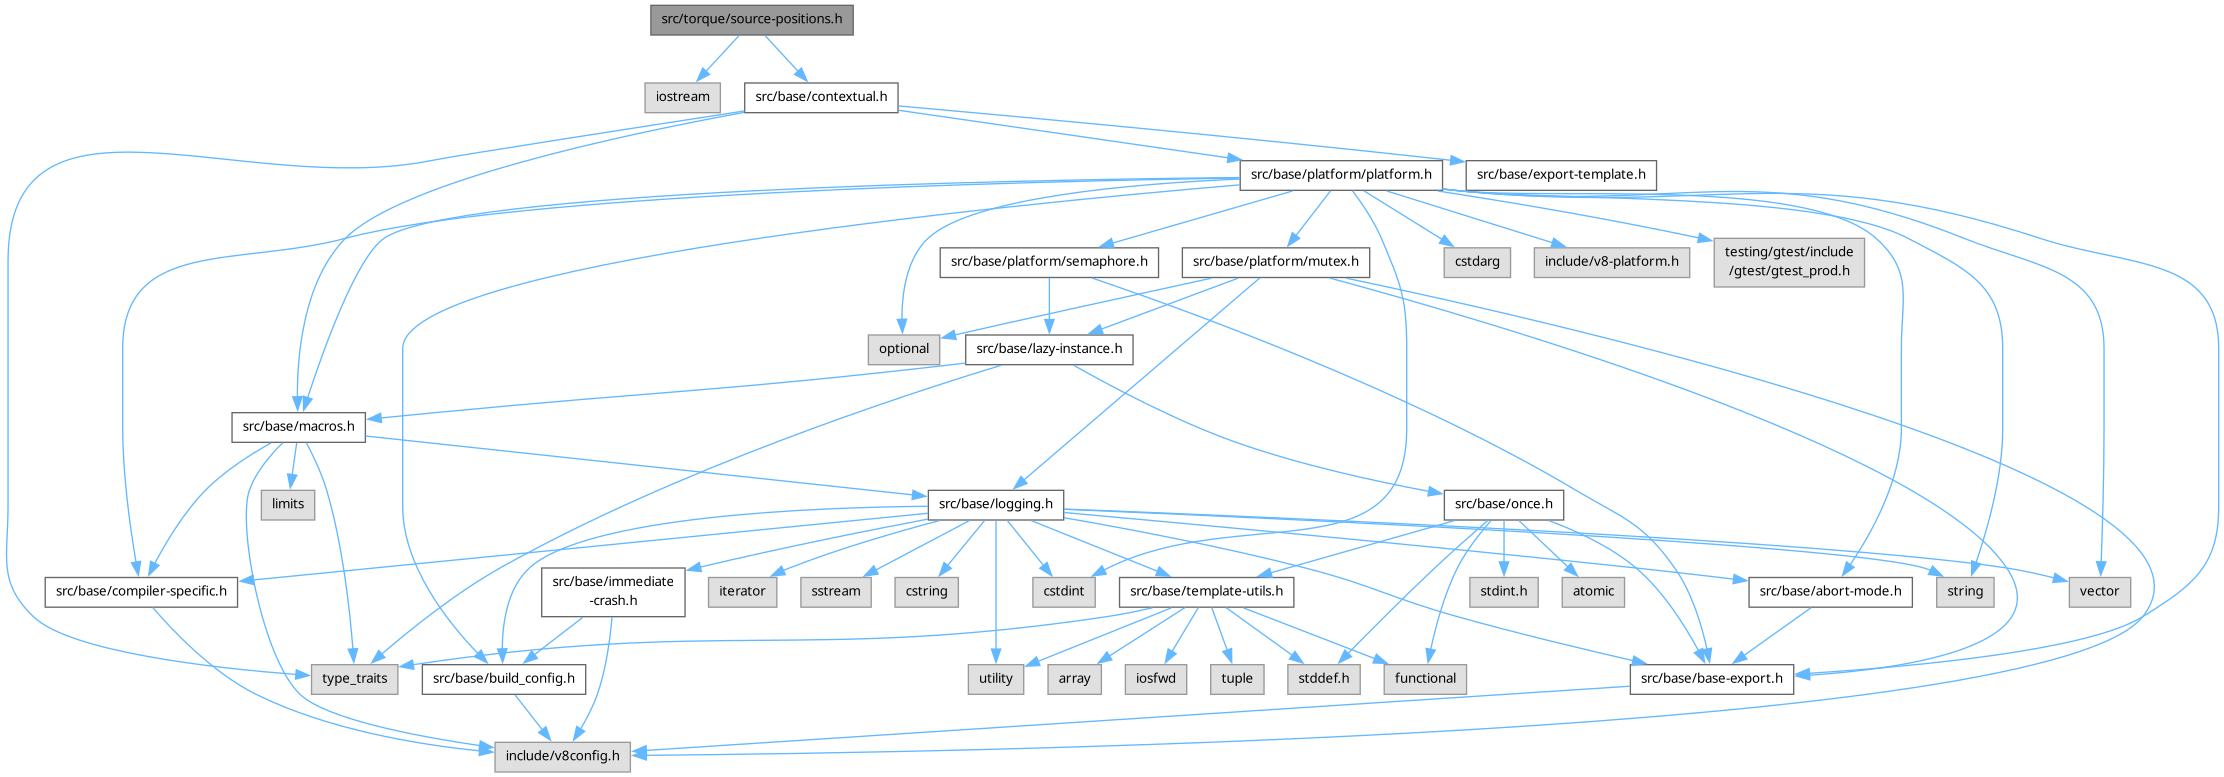 src/torque/source-positions.h
iostream
src/base/contextual.h
src/base/platform/platform.h
src/base/export-template.h
src/base/platform/semaphore.h
src/base/platform/mutex.h
cstdarg
include/v8-platform.h
testing/gtest/include
/gtest/gtest_prod.h
optional
src/base/lazy-instance.h
src/base/macros.h
limits
src/base/logging.h
src/base/once.h
src/base/compiler-specific.h
src/base/immediate
-crash.h
iterator
sstream
cstring
cstdint
src/base/template-utils.h
stdint.h
atomic
src/base/abort-mode.h
string
vector
type_traits
src/base/build_config.h
utility
array
iosfwd
tuple
stddef.h
functional
src/base/base-export.h
include/v8config.h